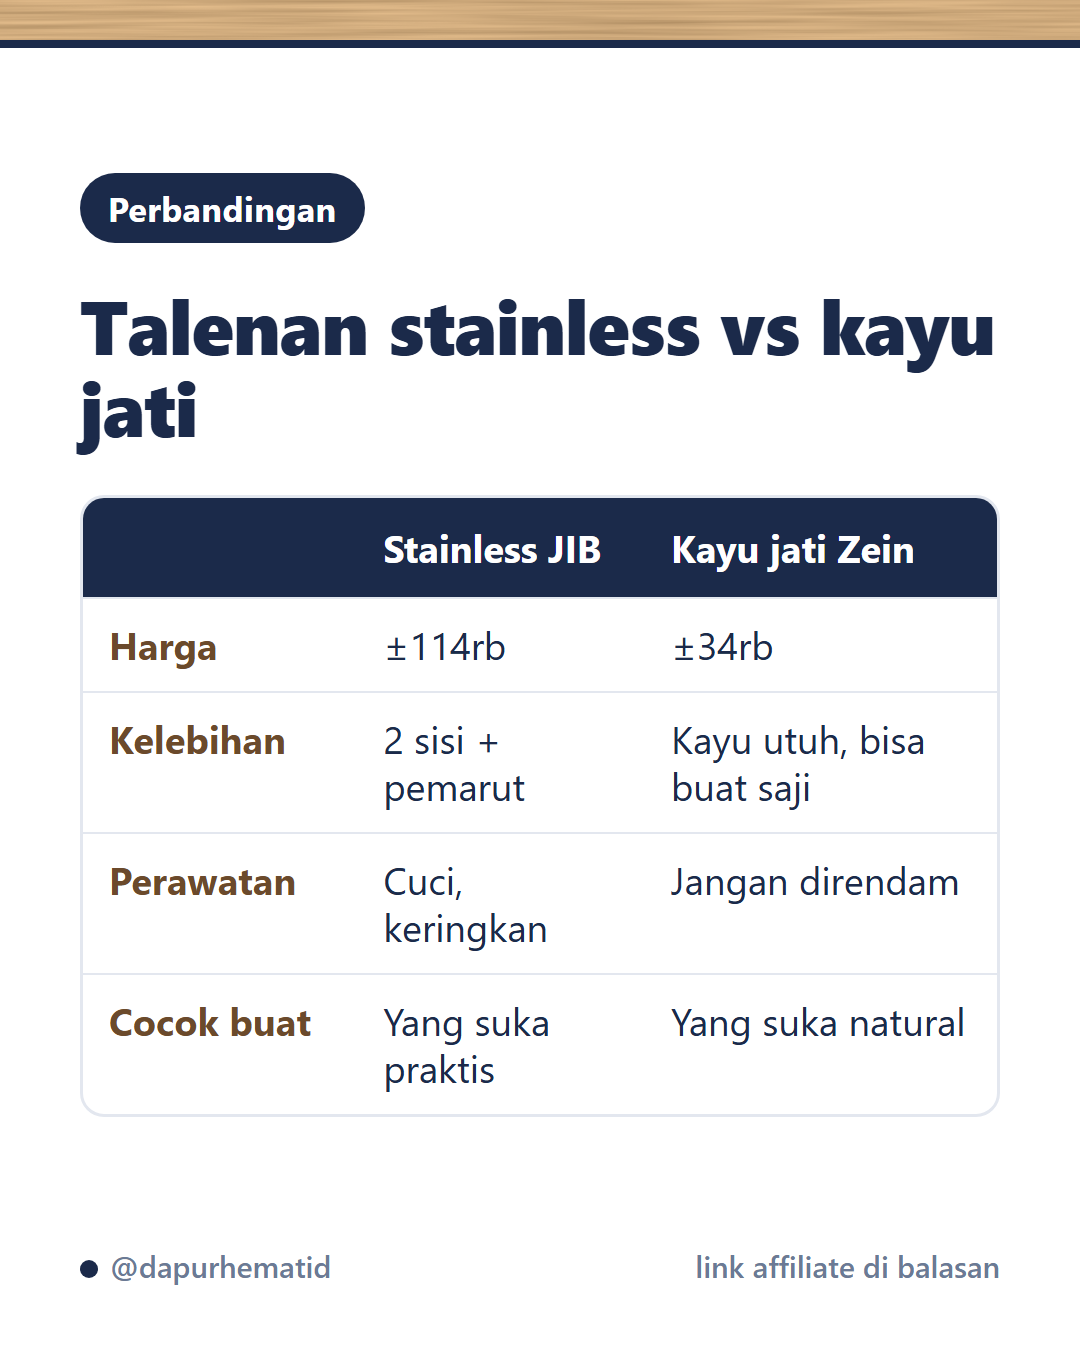 Perbandingan
Talenan stainless vs kayu
jati
Stainless JIB Kayu jati Zein
Harga ±114rb ±34rb
Kelebihan 2 sisi + Kayu utuh, bisa
pemarut buat saji
Perawatan Cuci, Jangan direndam
keringkan
Cocok buat Yang suka Yang suka natural
praktis
@dapurhematid link affiliate di balasan